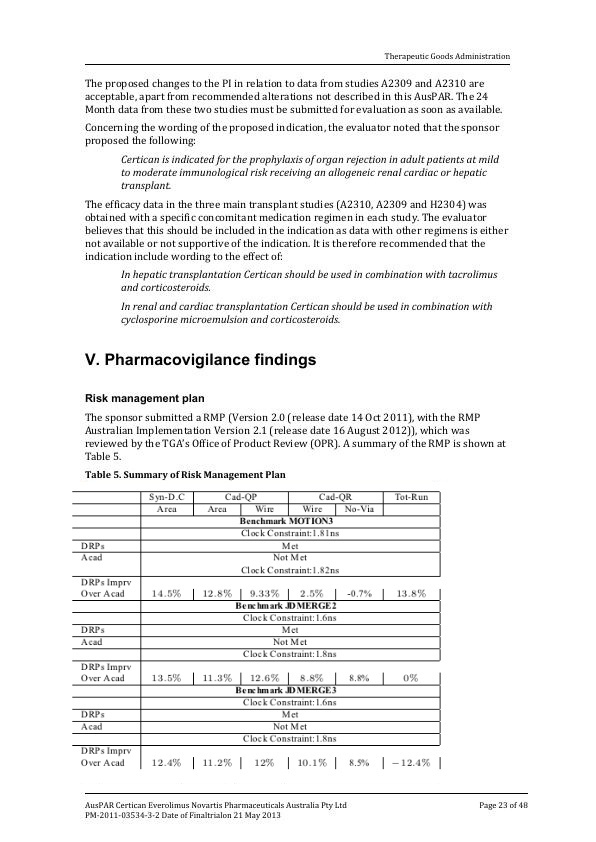 Therapeutic Goods Administration
The proposed changes to the PI in relation to data from studies A2309 and A2310 are
acceptable, apart from recommended alterations not described in this AusPAR. The 24
Month data from these two studies must be submitted for evaluation as soon as available.
Concerning the wording of the proposed indication, the evaluator noted that the sponsor
proposed the following:
Certican is indicated for the prophylaxis of organ rejection in adult patients at mild
to moderate immunological risk receiving an allogeneic renal cardiac or hepatic
transplant.
The efficacy data in the three main transplant studies (A2310, A2309 and H2304) was
obtained with a specific concomitant medication regimen in each study. The evaluator
believes that this should be included in the indication as data with other regimens is either
not available or not supportive of the indication. It is therefore recommended that the
indication include wording to the effect of:
In hepatic transplantation Certican should be used in combination with tacrolimus
and corticosteroids.
In renal and cardiac transplantation Certican should be used in combination with
cyclosporine microemulsion and corticosteroids.
V. Pharmacovigilance findings
Risk management plan
The sponsor submitted a RMP (Version 2.0 (release date 14 Oct 2011), with the RMP
Australian Implementation Version 2.1 (release date 16 August 2012)), which was
reviewed by the TGA's Office of Product Review (OPR). A summary of the RMP is shown at
Table 5.
Table 5. Summary of Risk Management Plan
Syn-D.C Cad-QP Cad-QR Tot-Run
Area Area Wire Wire No-Via
Benchmark MOTION3
Clock Constraint:1.81ns
DRPs Met
Acad Not Met
Clock Constraint:1.82ns
DRPs Imprv
Over Acad 14.5% 12.8% 9.33% 2.5% -0.7% 13.8%
Benchmark JDMERGE2
Clock Constraint:1.6ns
DRPs Met
Acad Not Met
Clock Constraint:1.8ns
DRPs Imprv
Over Acad 13.5% 11.3% 12.6% 8.8% 8.8% 0%
Benchmark JDMERGE3
Clock Constraint:1.6ns
DRPs Met
Acad Not Met
Clock Constraint:1.8ns
DRPs Imprv
Over Acad 12.4% 11.2% 12% 10.1% 8.5% −12.4%
AusPAR Certican Everolimus Novartis Pharmaceuticals Australia Pty Ltd Page 23 of 48
PM-2011-03534-3-2 Date of Finaltrialon 21 May 2013